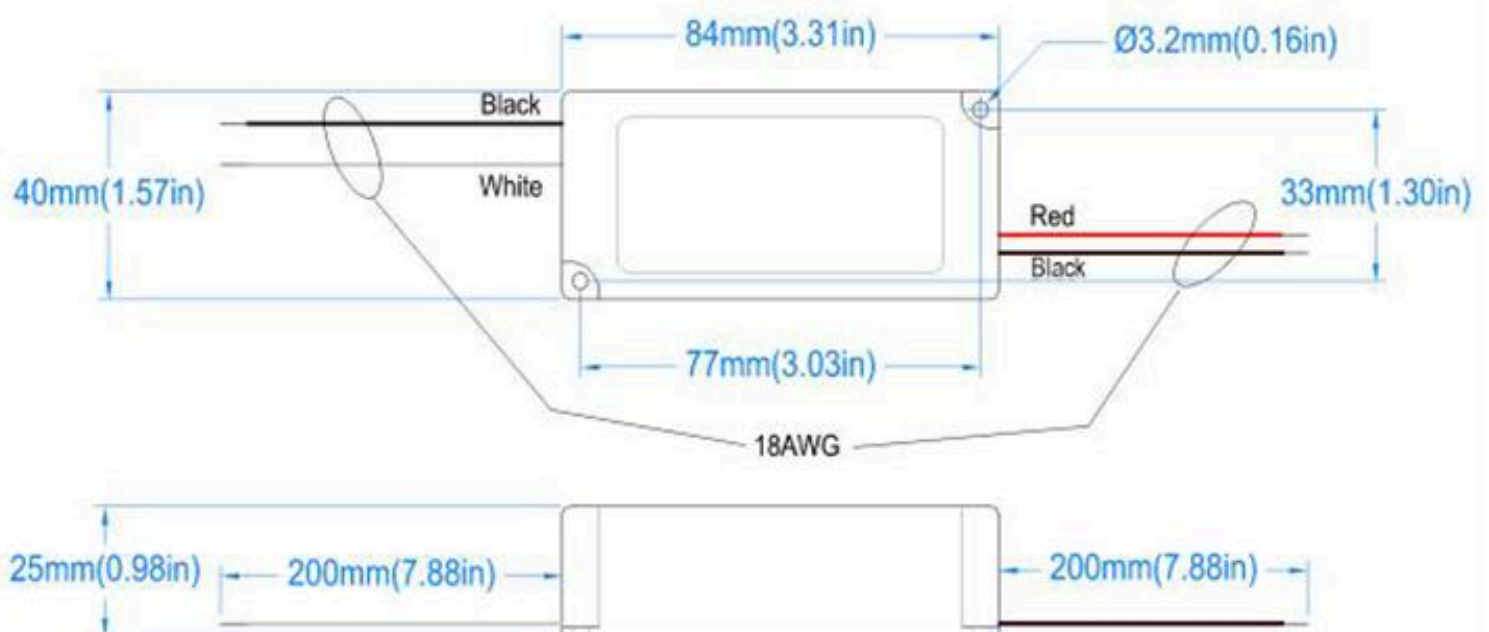 84mm(3.31in)
Ø3.2mm(0.16in)
Black
White
40mm(1.57in)
33mm(1.30in)
Red
Black
77mm(3.03in)
18AWG
25mm(0.98in)
200mm(7.88in)
200mm(7.88in)